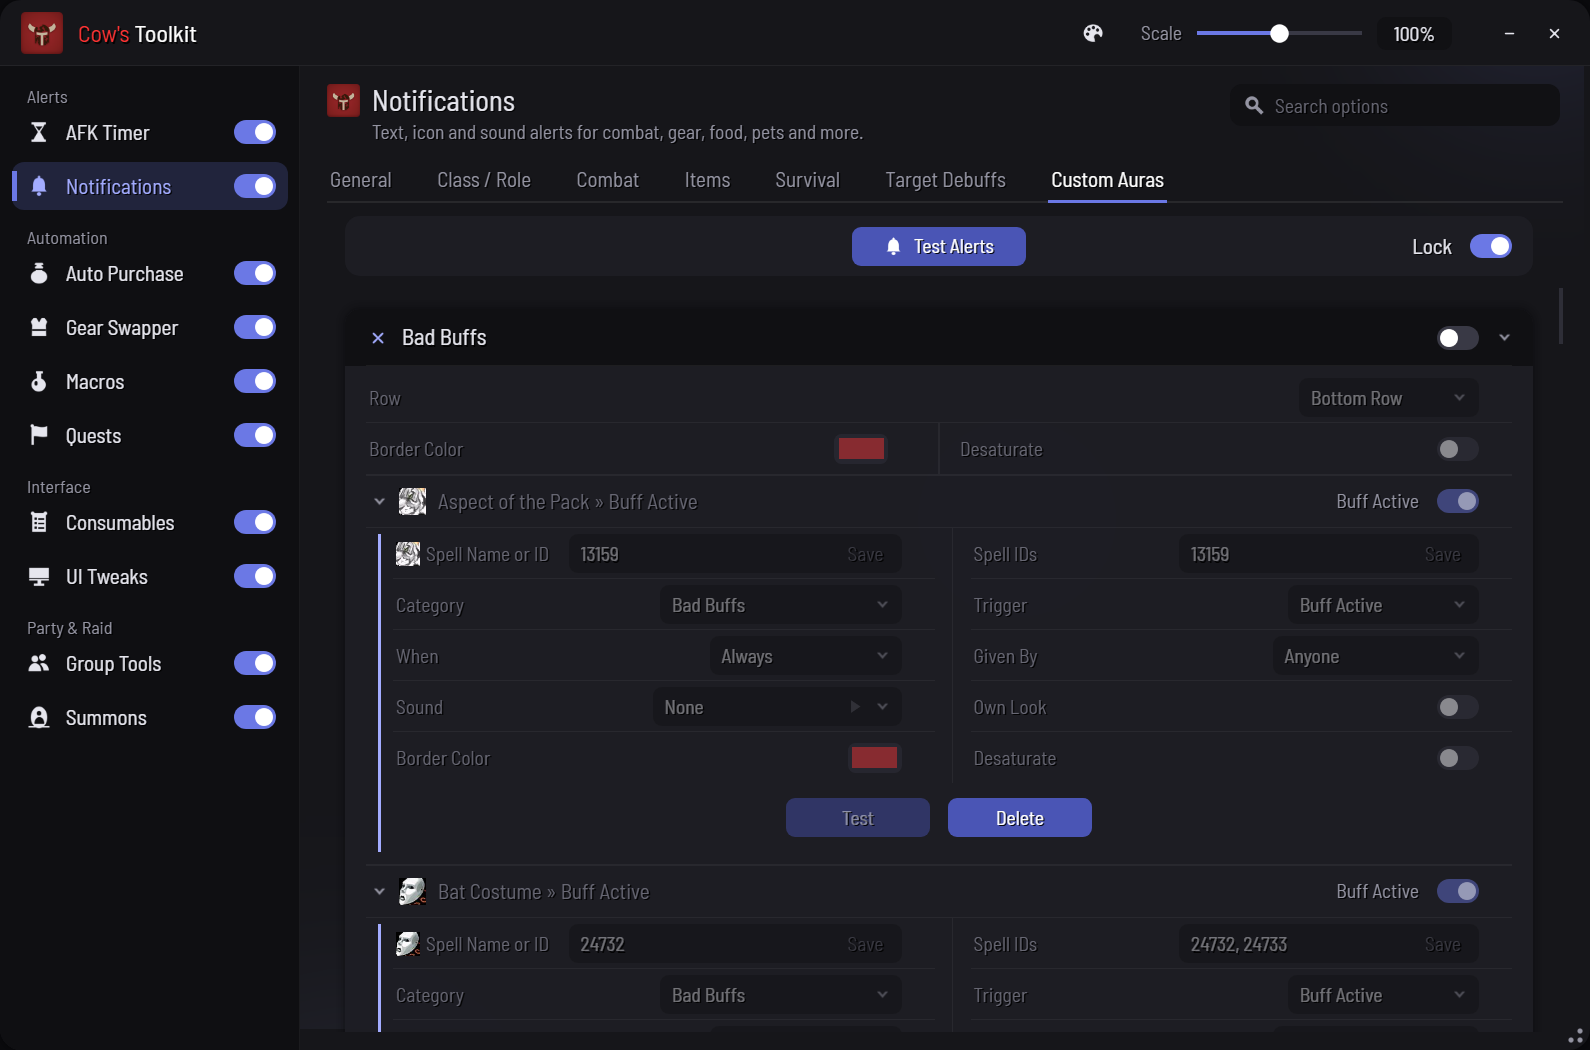 Cow's Toolkit
Scale
100%
Alerts
AFK Timer
Notifications
Automation
Auto Purchase
Gear Swapper
Macros
Quests
Interface
Consumables
UI Tweaks
Party & Raid
Group Tools
Summons
Notifications
Text, icon and sound alerts for combat, gear, food, pets and more.
Search options
General Class / Role Combat Items Survival Target Debuffs Custom Auras
Test Alerts
Lock
Bad Buffs
Row Bottom Row
Border Color Desaturate
Aspect of the Pack » Buff Active Buff Active
Spell Name or ID 13159 Save Spell IDs 13159 Save
Category Bad Buffs Trigger Buff Active
When Always Given By Anyone
Sound None Own Look
Border Color Desaturate
Test Delete
Bat Costume » Buff Active Buff Active
Spell Name or ID 24732 Save Spell IDs 24732, 24733 Save
Category Bad Buffs Trigger Buff Active